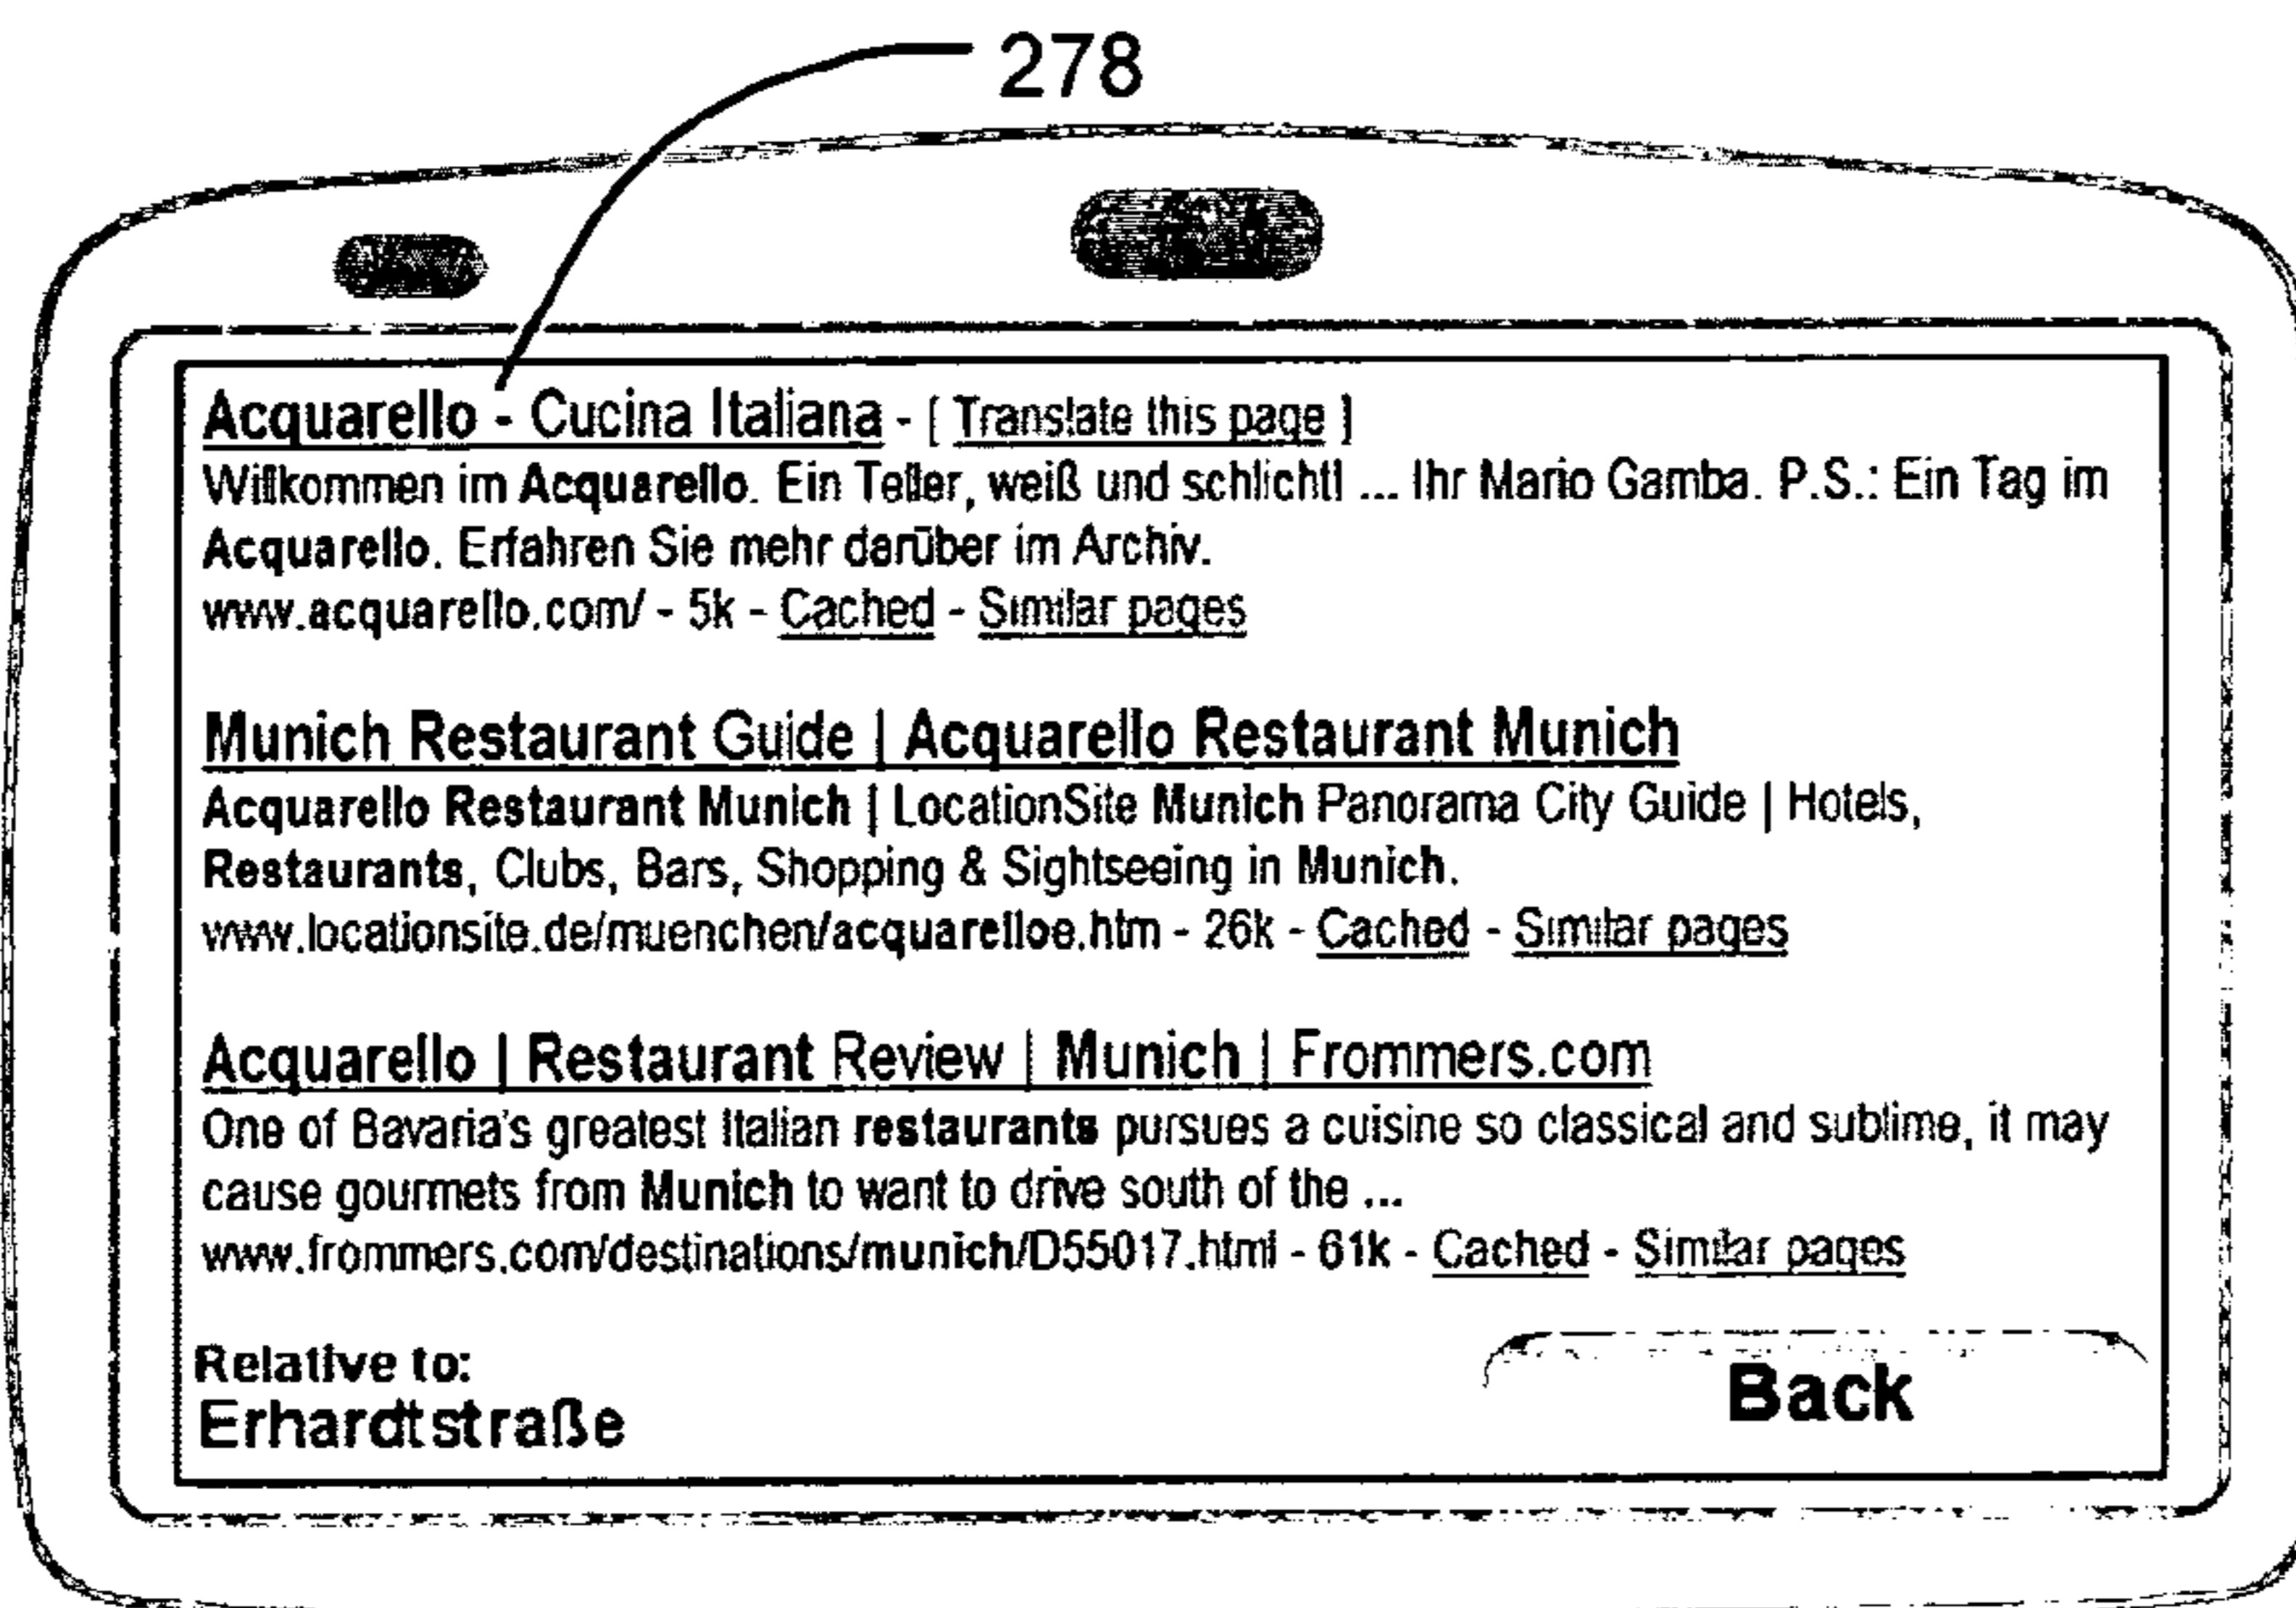 278
Acquarello - Cucina Italiana - [ Translate this page ]
Willkommen im Acquarello. Ein Teller, weiß und schlicht! ... Ihr Mario Gamba. P.S.: Ein Tag im
Acquarello. Erfahren Sie mehr darüber im Archiv.
www.acquarello.com/ - 5k - Cached - Similar pages
Munich Restaurant Guide | Acquarello Restaurant Munich
Acquarello Restaurant Munich | LocationSite Munich Panorama City Guide | Hotels,
Restaurants, Clubs, Bars, Shopping & Sightseeing in Munich.
www.locationsite.de/muenchen/acquarelloe.htm - 26k - Cached - Similar pages
Acquarello | Restaurant Review | Munich | Frommers.com
One of Bavaria's greatest Italian restaurants pursues a cuisine so classical and sublime, it may
cause gourmets from Munich to want to drive south of the ...
www.frommers.com/destinations/munich/D55017.html - 61k - Cached - Similar pages
Relative to:
Erhardtstraße
Back